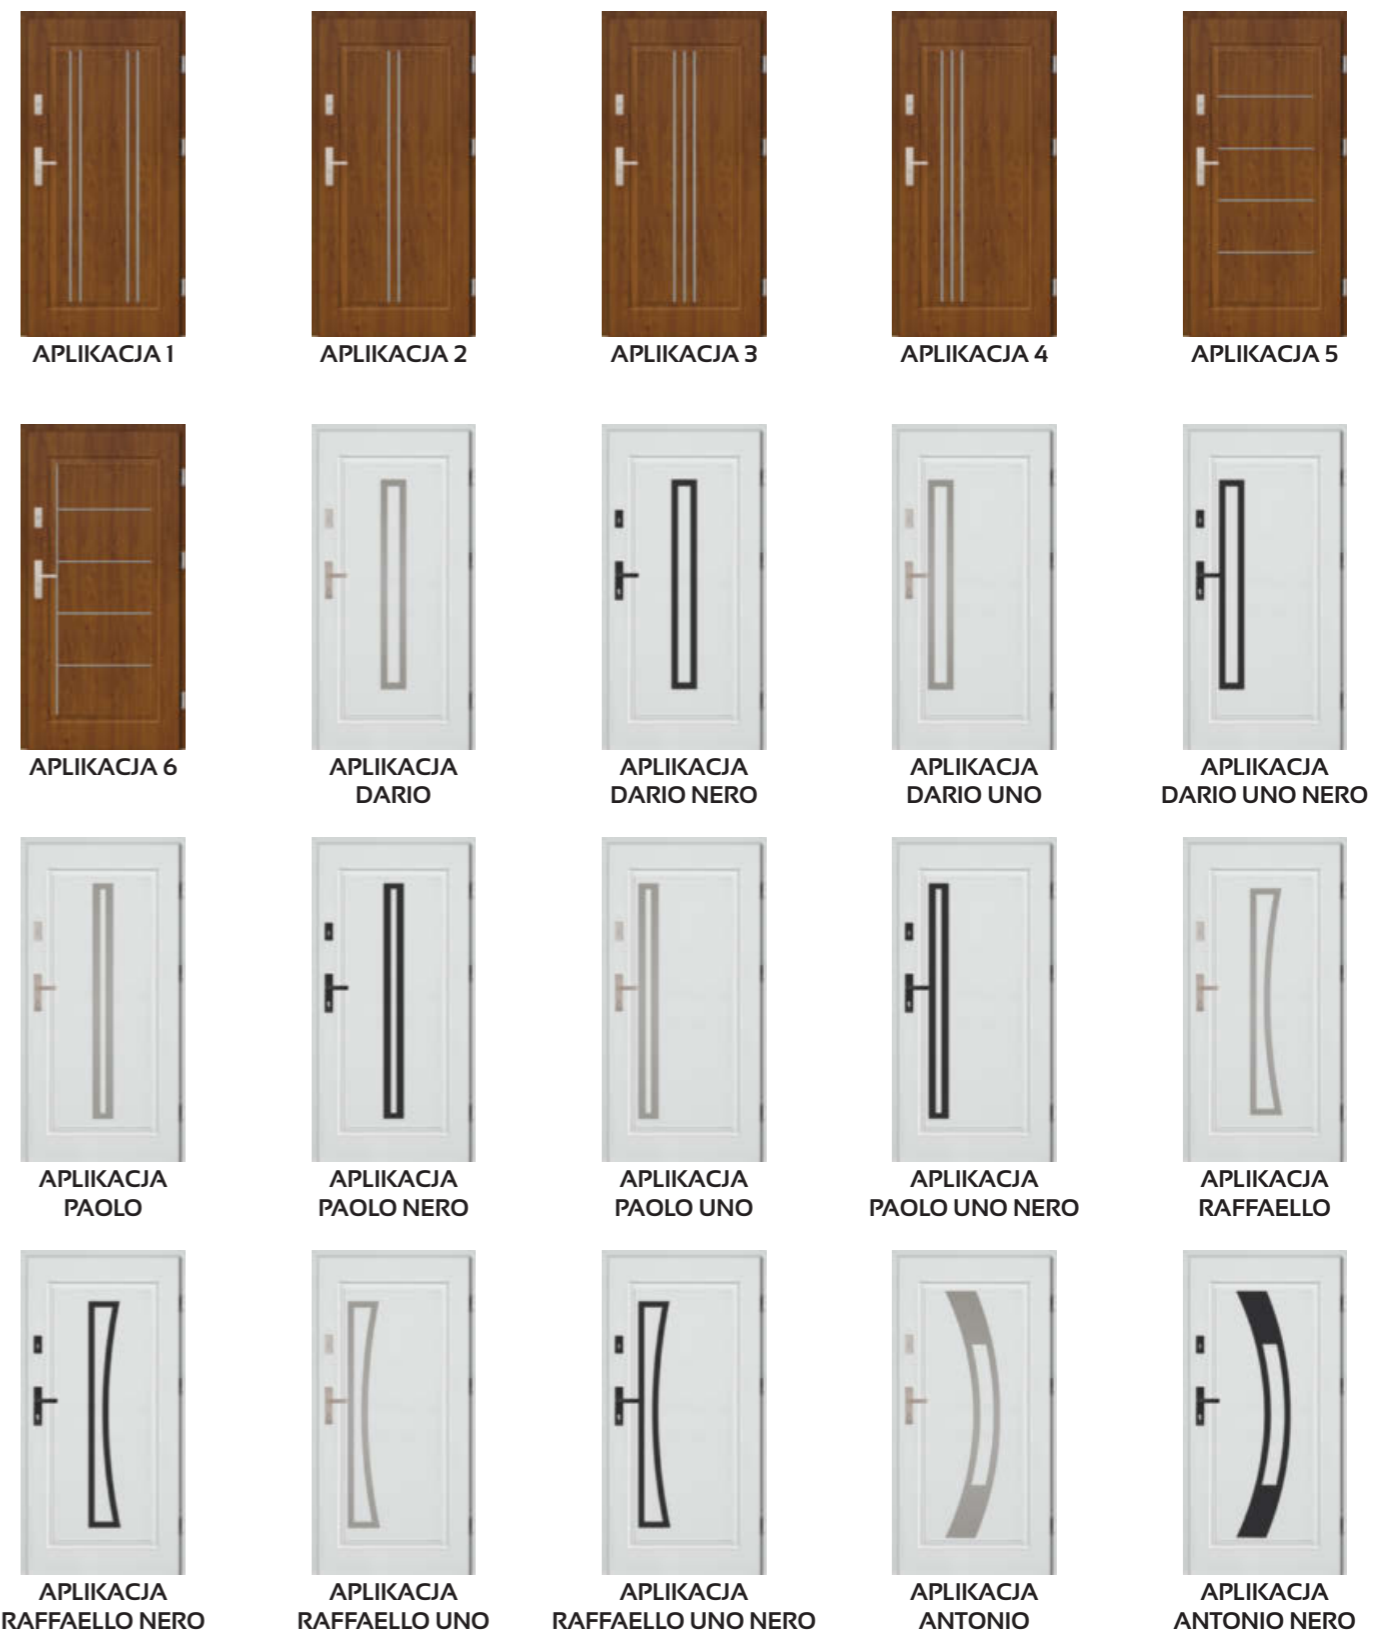 APLIKACJA 1
APLIKACJA 2
APLIKACJA 3
APLIKACJA 4
APLIKACJA 5
APLIKACJA 6
APLIKACJA
DARIO
APLIKACJA
DARIO NERO
APLIKACJA
DARIO UNO
APLIKACJA
DARIO UNO NERO
APLIKACJA
PAOLO
APLIKACJA
PAOLO NERO
APLIKACJA
PAOLO UNO
APLIKACJA
PAOLO UNO NERO
APLIKACJA
RAFFAELLO
APLIKACJA
RAFFAELLO NERO
APLIKACJA
RAFFAELLO UNO
APLIKACJA
RAFFAELLO UNO NERO
APLIKACJA
ANTONIO
APLIKACJA
ANTONIO NERO